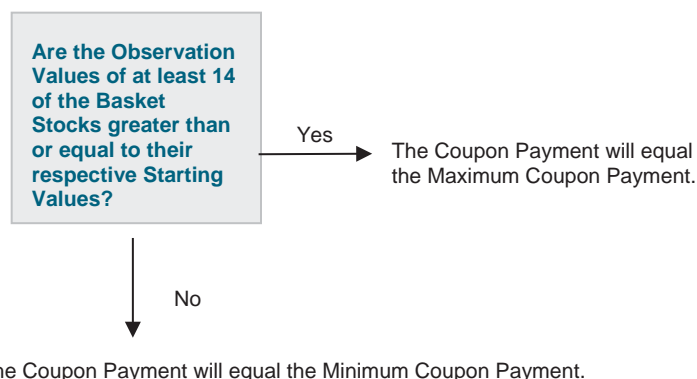 Are the Observation
Values of at least 14
of the Basket
Stocks greater than
or equal to their
respective Starting
Values?
Yes
The Coupon Payment will equal
the Maximum Coupon Payment.
No
he Coupon Payment will equal the Minimum Coupon Payment.